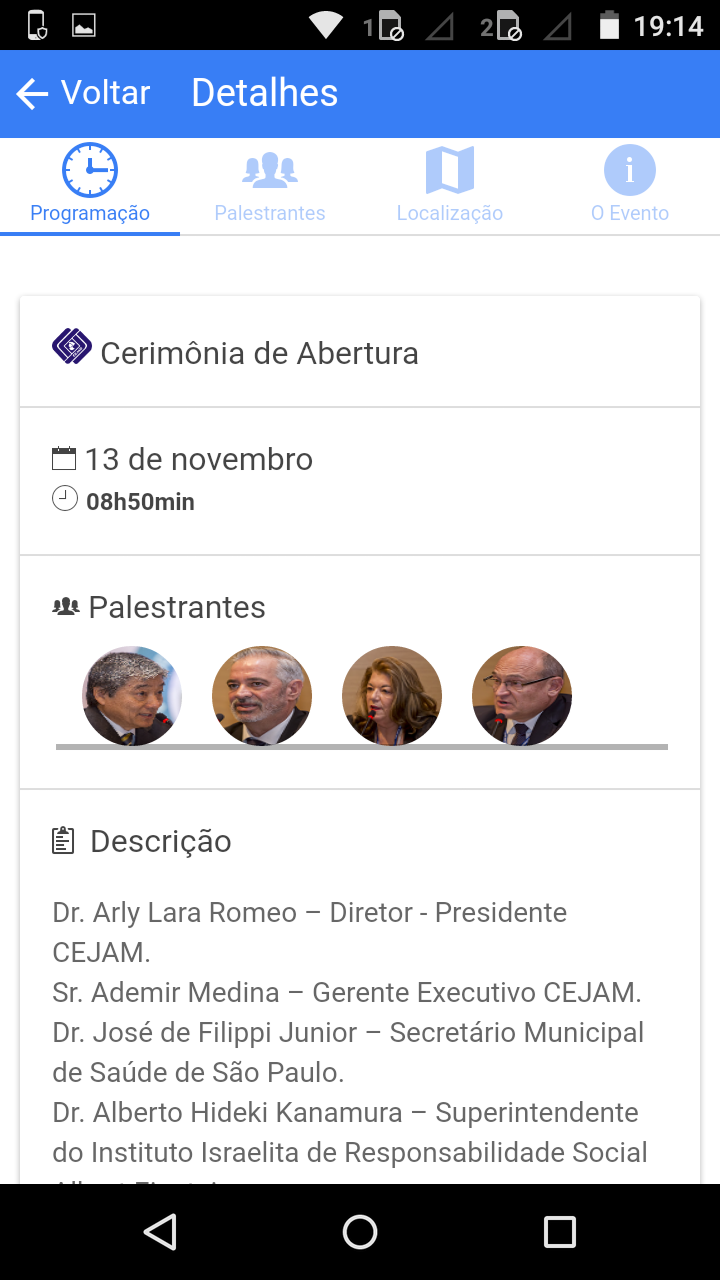 1 2 19:14
Voltar Detalhes
Programação Palestrantes Localização O Evento
Cerimônia de Abertura
13 de novembro
08h50min
Palestrantes
Descrição
Dr. Arly Lara Romeo – Diretor - Presidente
CEJAM.
Sr. Ademir Medina – Gerente Executivo CEJAM.
Dr. José de Filippi Junior – Secretário Municipal
de Saúde de São Paulo.
Dr. Alberto Hideki Kanamura – Superintendente
do Instituto Israelita de Responsabilidade Social